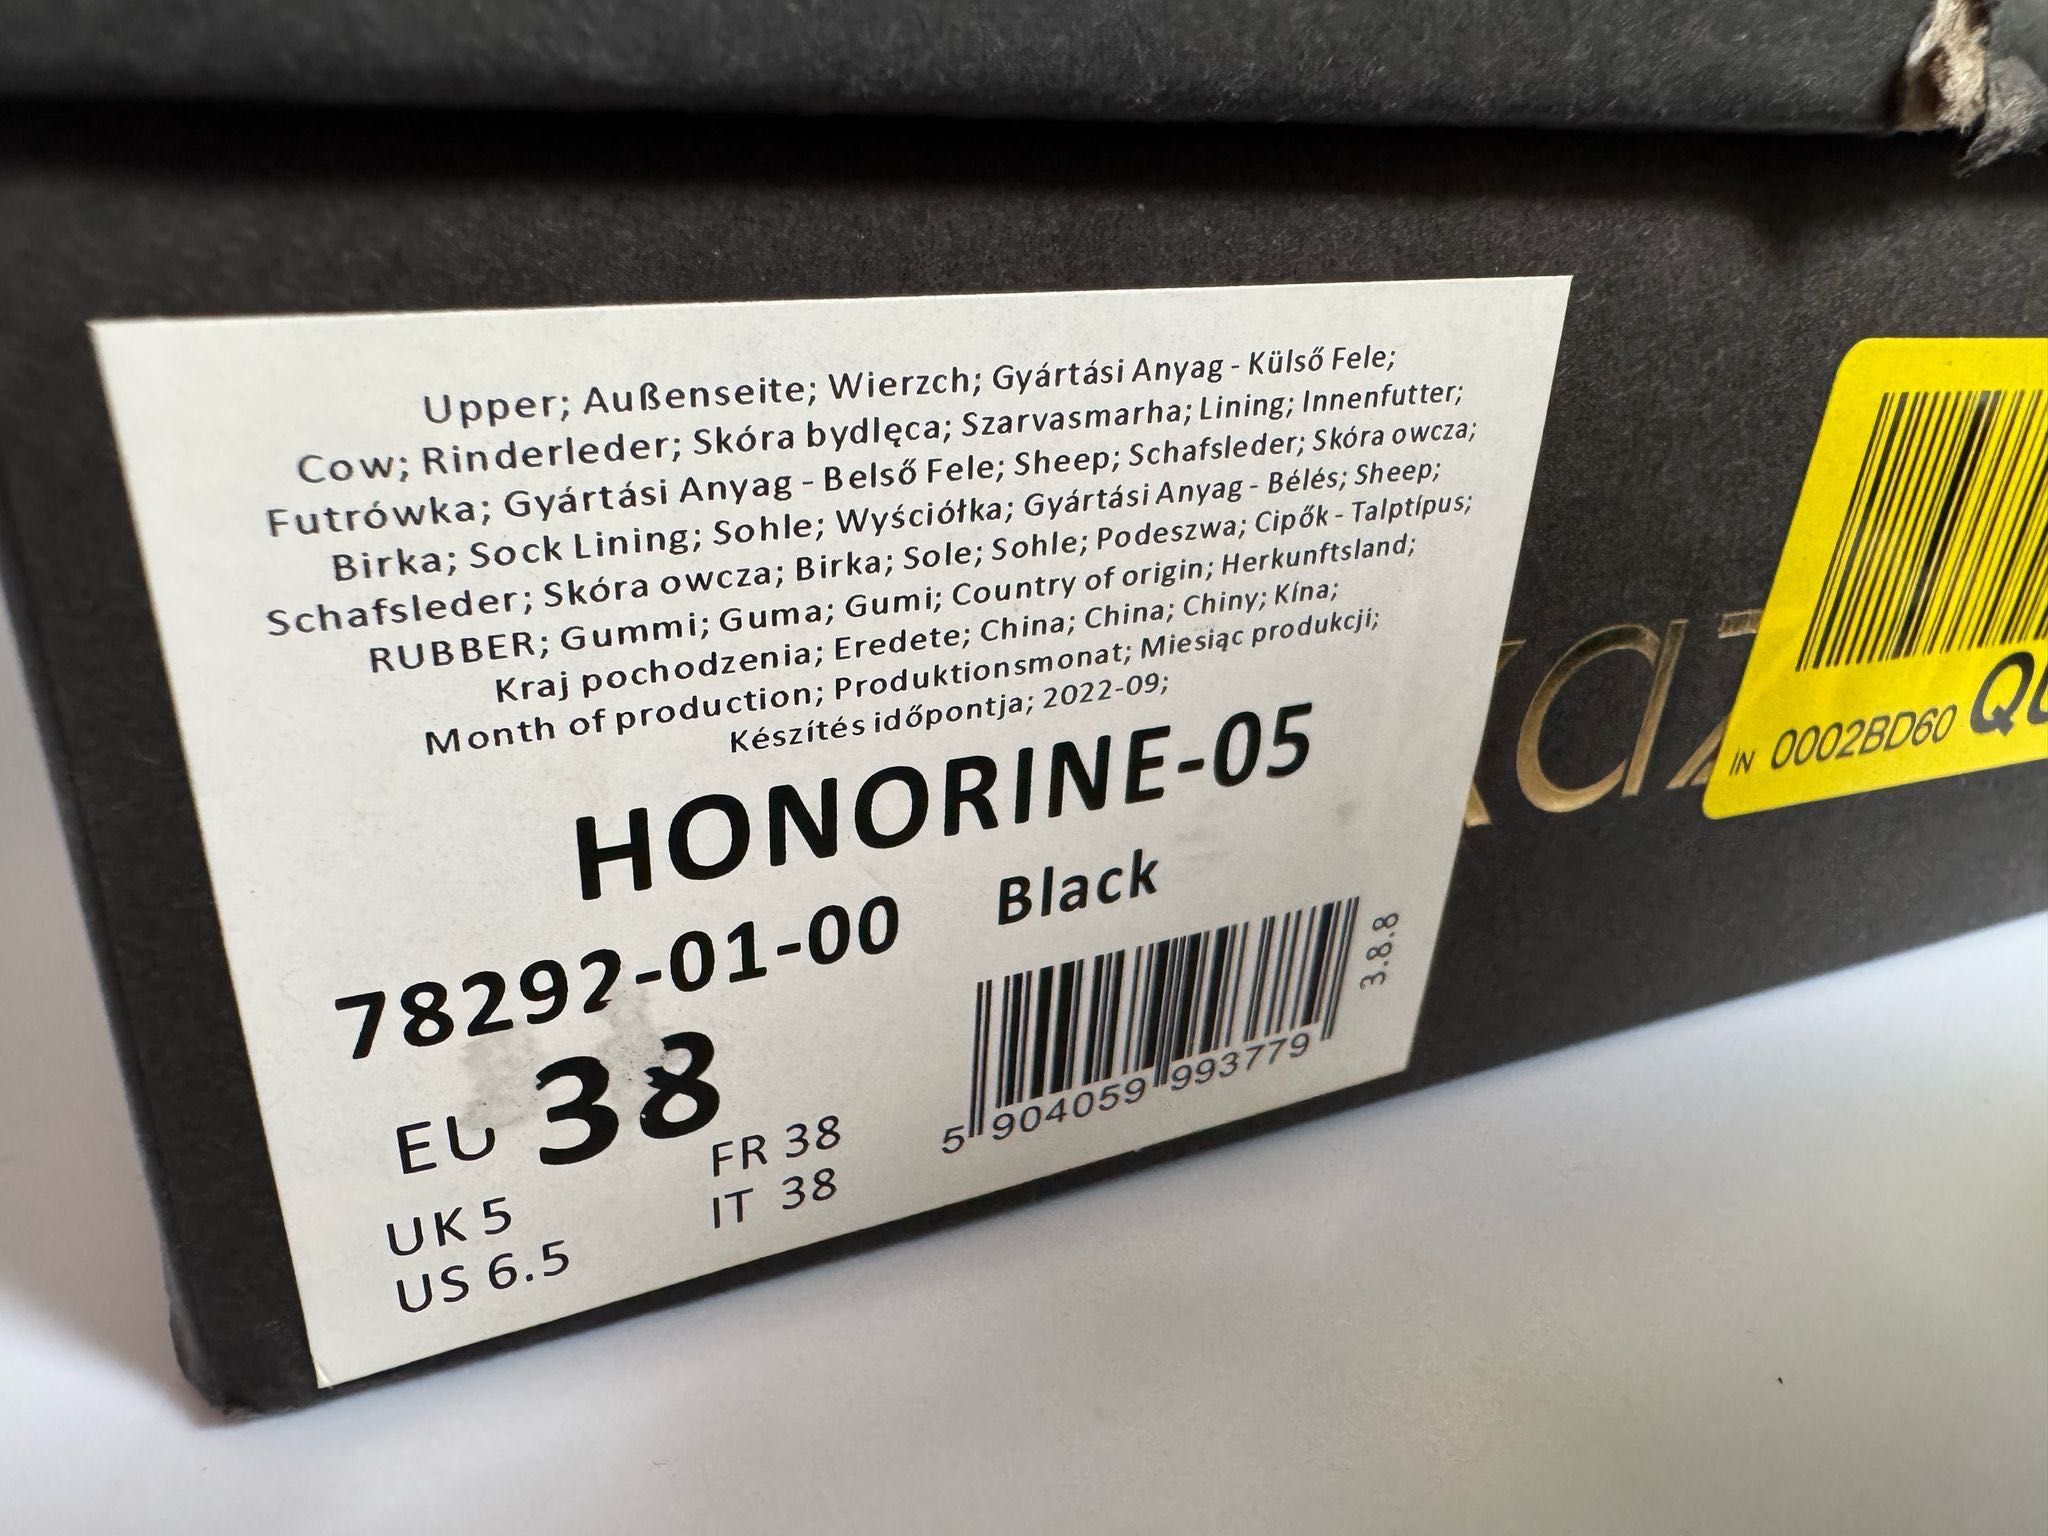 Upper; Außenseite; Wierzch; Gyártási Anyag - Külső Fele;
Cow; Rinderleder; Skóra bydlęca; Szarvasmarha; Lining; Innenfutter;
Futrówka; Gyártási Anyag - Belső Fele; Sheep; Schafsleder; Skóra owcza;
Birka; Sock Lining; Sohle; Wyściółka; Gyártási Anyag - Bélés; Sheep;
Schafsleder; Skóra owcza; Birka; Sole; Sohle; Podeszwa; Cipők - Talptípus;
RUBBER; Gummi; Guma; Gumi; Country of origin; Herkunftsland;
Kraj pochodzenia; Eredete; China; China; Chiny; Kína;
Month of production; Produktionsmonat; Miesiąc produkcji;
Készítés időpontja; 2022-09;
HONORINE-05
78292-01-00 Black
EU 38
FR 38
UK 5
IT 38
US 6.5
5 904059 993779
3.8.8
IN 0002BD60